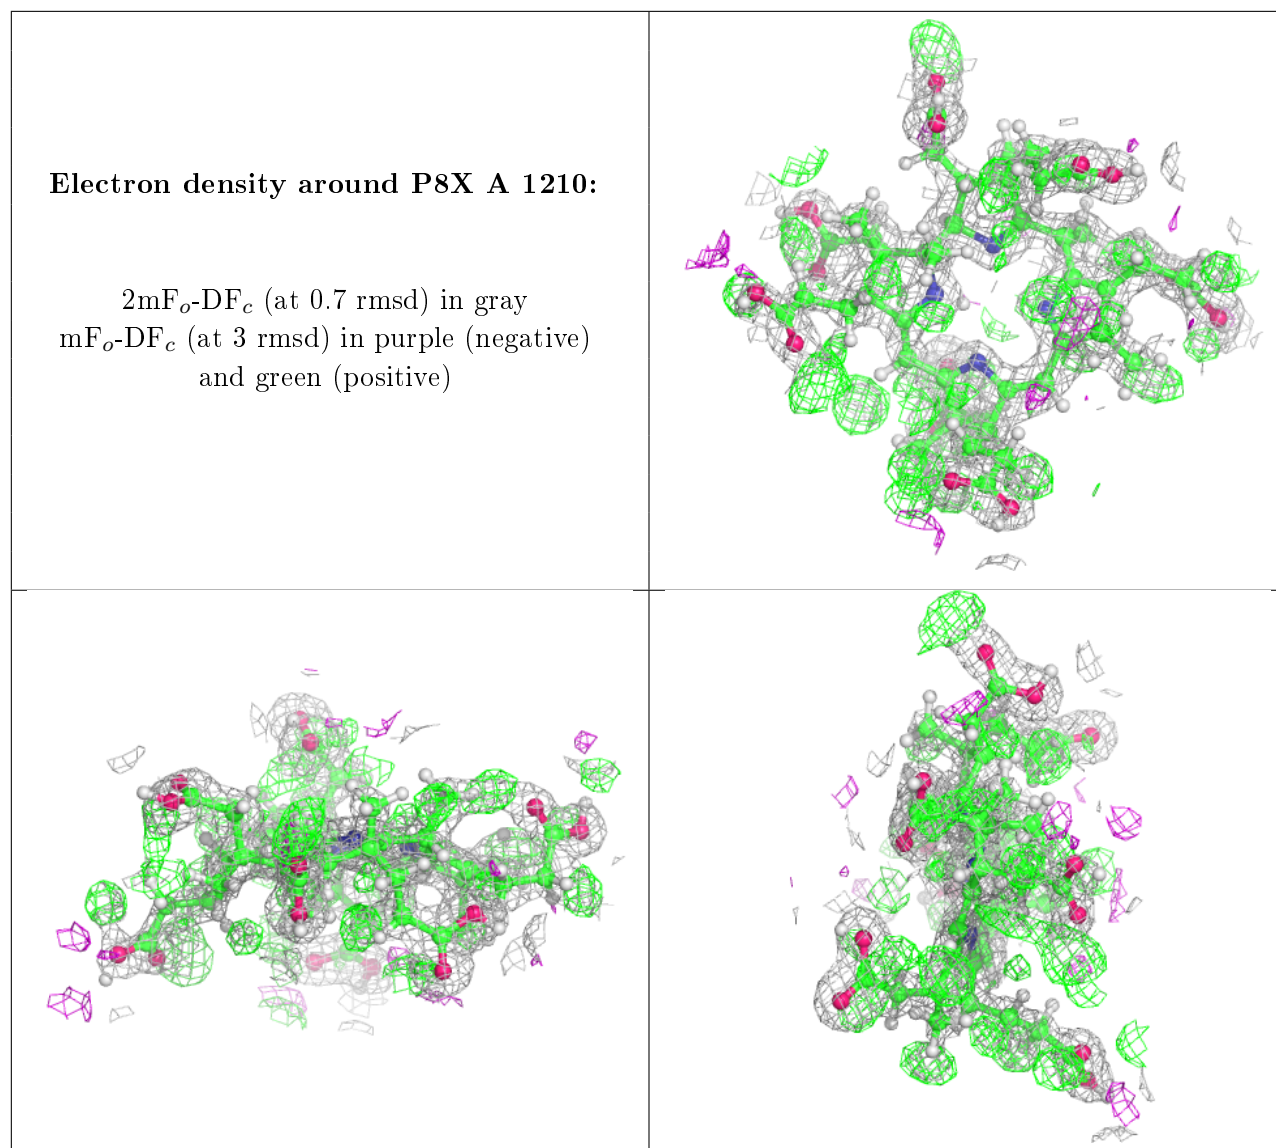 Electron density around P8X A 1210:
2mFo-DFc (at 0.7 rmsd) in gray
mFo-DFc (at 3 rmsd) in purple (negative)
and green (positive)